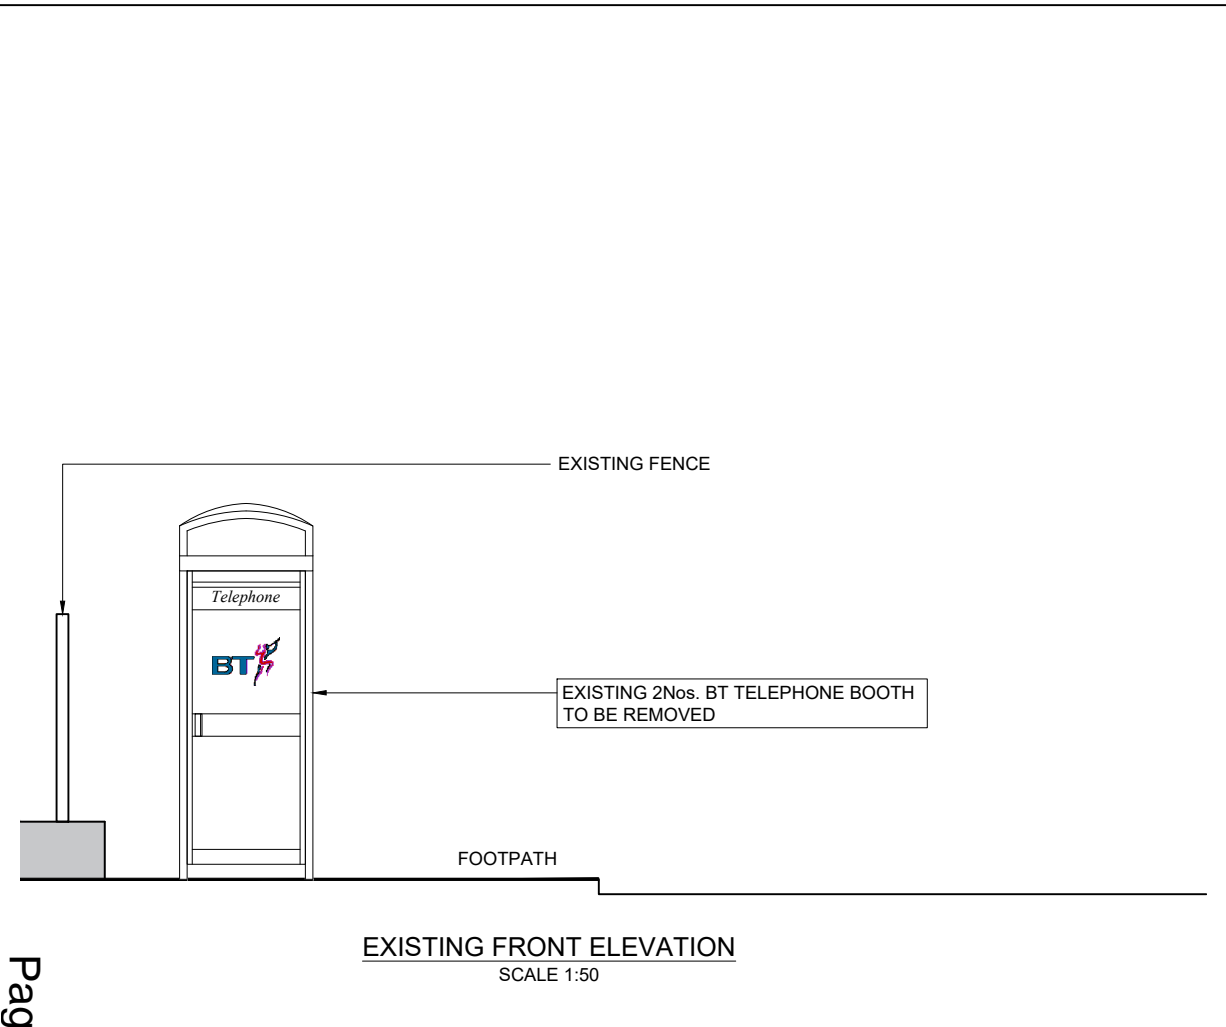 EXISTING FENCE
Telephone
BT
EXISTING 2Nos. BT TELEPHONE BOOTH
TO BE REMOVED
FOOTPATH
EXISTING FRONT ELEVATION
SCALE 1:50
Pag